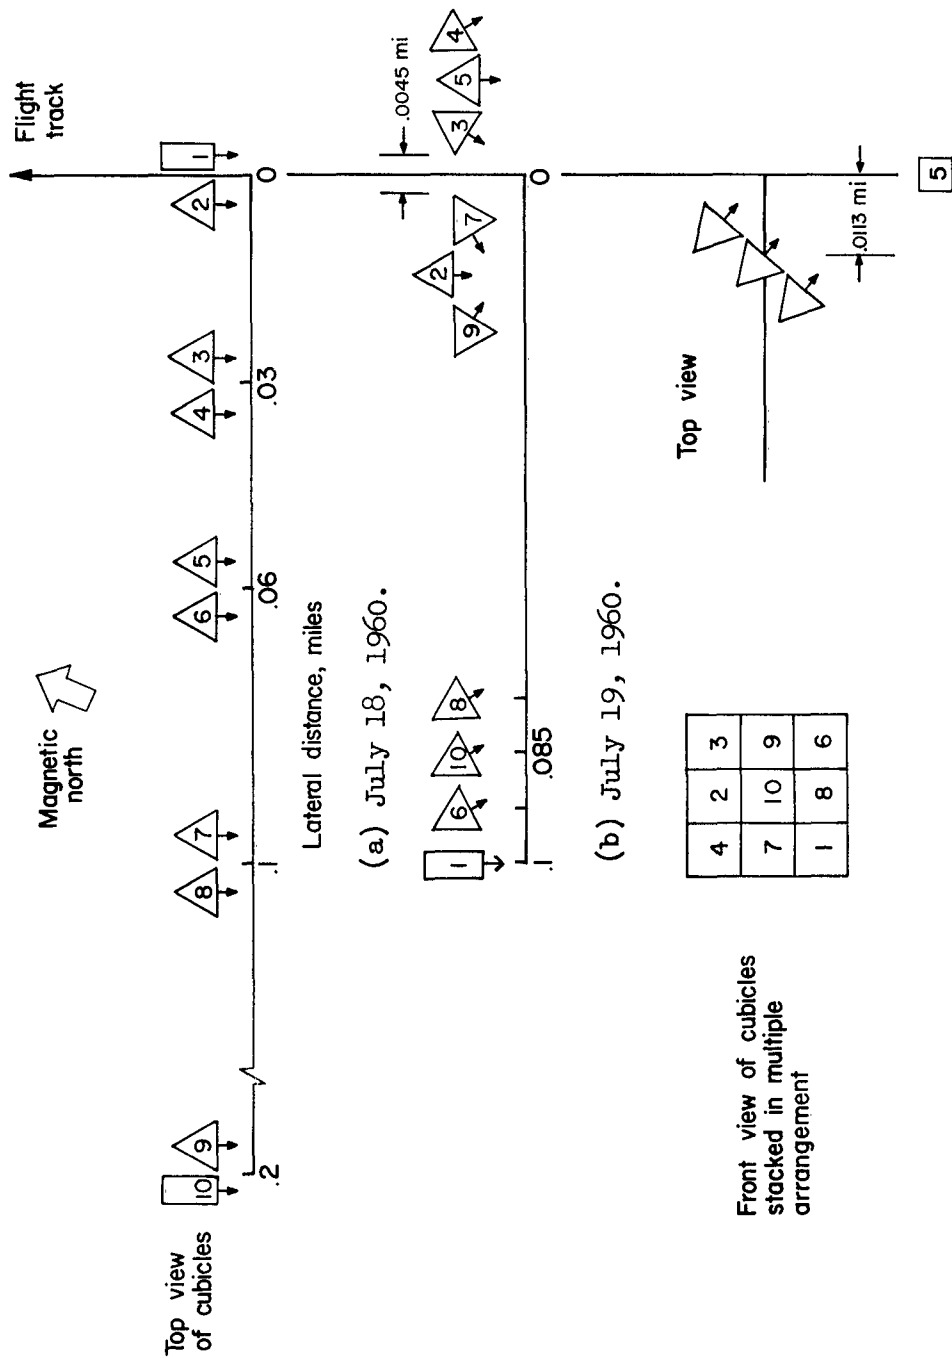 Flight
track
Magnetic
north
Top view
of cubicles
10 9 8 7 6 5 4 3 2 1
.2 .1 .06 .03 0
Lateral distance, miles
(a) July 18, 1960.
.0045 mi
1 6 10 8 9 2 7 3 5 4
.1 .085 0
(b) July 19, 1960.
Top view
4 2 3
7 10 9
1 8 6
Front view of cubicles
stacked in multiple
arrangement
.0113 mi
5